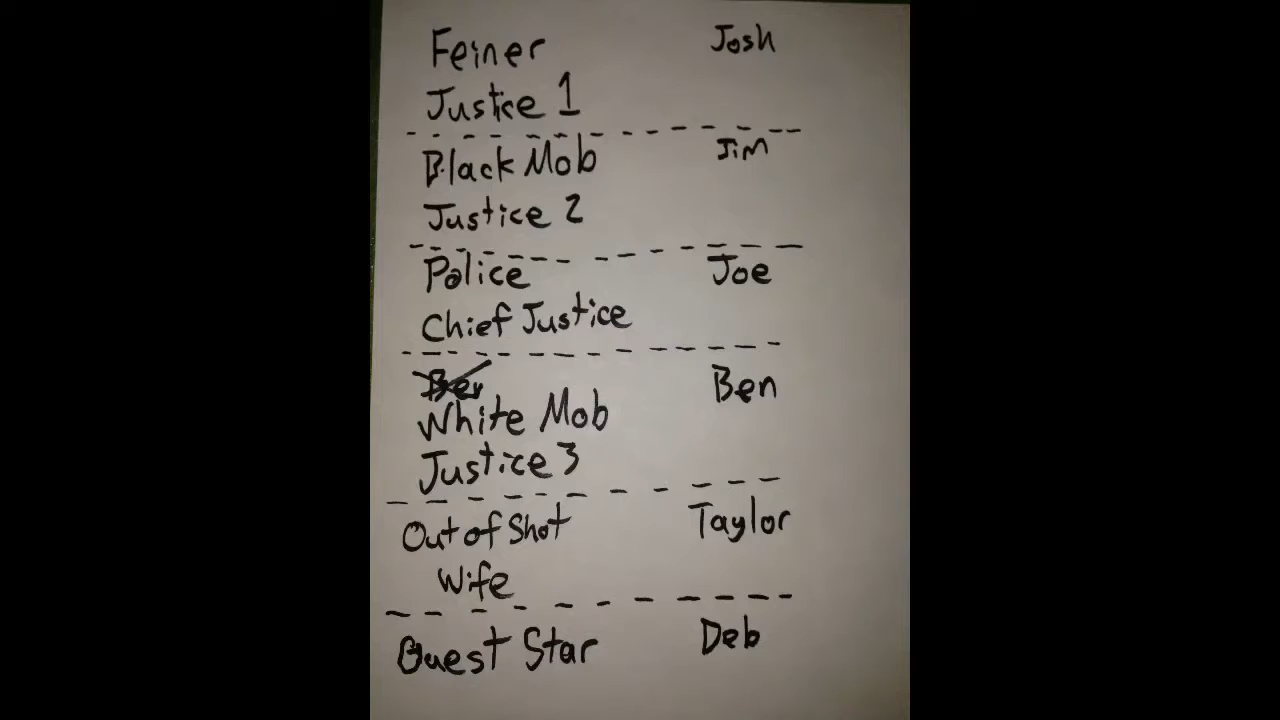 Feiner Josh
Justice 1
Black Mob Jim
Justice 2
Police Joe
Chief Justice
Ben
White Mob
Justice 3
Out of Shot Taylor
Wife
Guest Star Deb